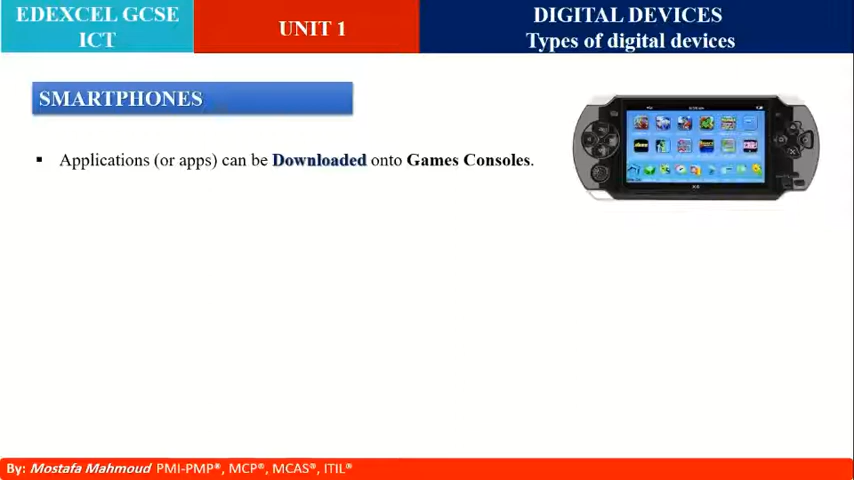 EDEXCEL GCSE
ICT
UNIT 1
DIGITAL DEVICES
Types of digital devices
SMARTPHONES
▪ Applications (or apps) can be Downloaded onto Games Consoles.
By: Mostafa Mahmoud PMI-PMP®, MCP®, MCAS®, ITIL®